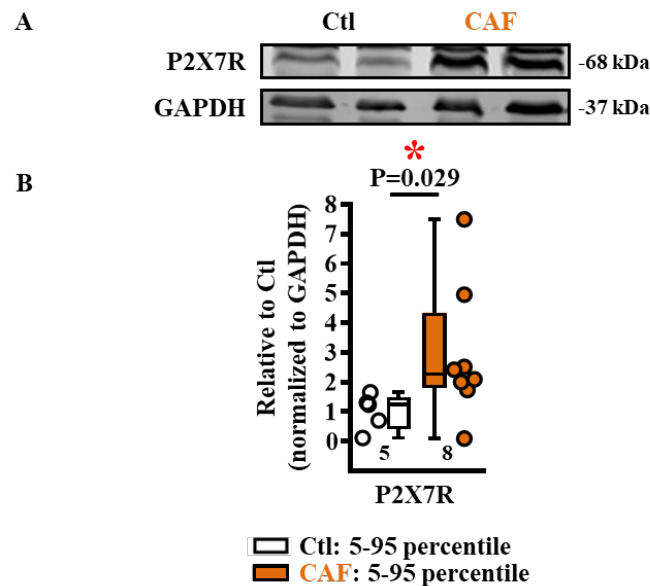 A
Ctl CAF
P2X7R -68 kDa
GAPDH -37 kDa
*
B
P=0.029
Relative to Ctl
(normalized to GAPDH)
8
7
6
5
4
3
2
1
0
5 8
P2X7R
Ctl: 5-95 percentile
CAF: 5-95 percentile